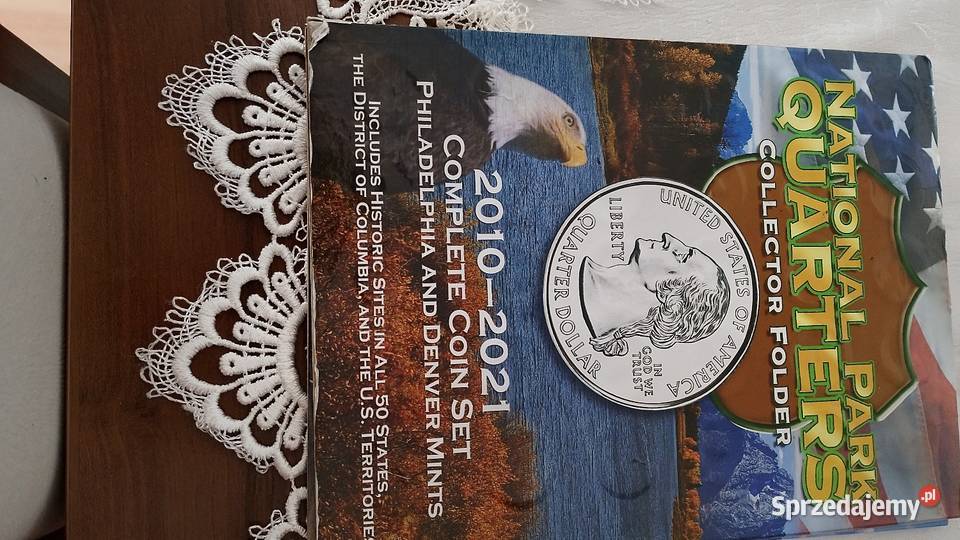 NATIONAL PARK
QUARTERS
COLLECTOR FOLDER
UNITED STATES OF AMERICA
LIBERTY
IN
GOD WE
TRUST
QUARTER DOLLAR
2010–2021
COMPLETE COIN SET
PHILADELPHIA AND DENVER MINTS
INCLUDES HISTORIC SITES IN ALL 50 STATES,
THE DISTRICT OF COLUMBIA, AND THE U.S. TERRITORIES
Sprzedajemy.pl